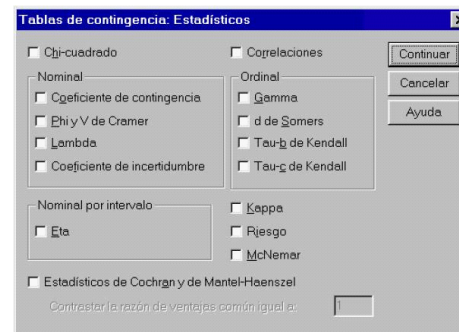 Tablas de contingencia: Estadísticos
Chi-cuadrado
Correlaciones
Continuar
Nominal
Coeficiente de contingencia
Phi y V de Cramer
Lambda
Coeficiente de incertidumbre
Ordinal
Gamma
d de Somers
Tau-b de Kendall
Tau-c de Kendall
Cancelar
Ayuda
Nominal por intervalo
Eta
Kappa
Riesgo
McNemar
Estadísticos de Cochran y de Mantel-Haenszel
Contrastar la razón de ventajas común igual a: 1